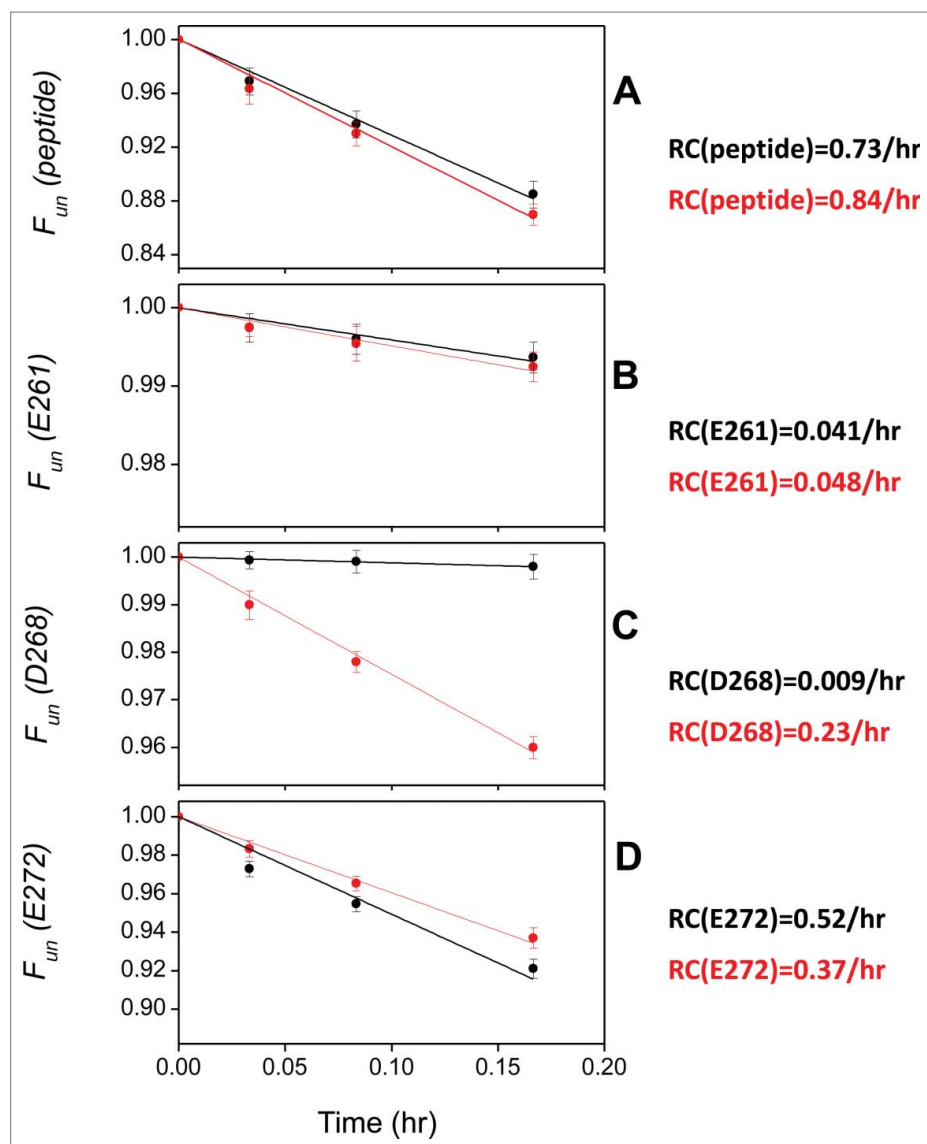 1.00
0.96
0.92
0.88
0.84
F un (peptide)
A
RC(peptide)=0.73/hr
RC(peptide)=0.84/hr
1.00
0.99
0.98
F un (E261)
B
RC(E261)=0.041/hr
RC(E261)=0.048/hr
1.00
0.99
0.98
0.97
0.96
F un (D268)
C
RC(D268)=0.009/hr
RC(D268)=0.23/hr
1.00
0.98
0.96
0.94
0.92
0.90
F un (E272)
D
RC(E272)=0.52/hr
RC(E272)=0.37/hr
0.00 0.05 0.10 0.15 0.20
Time (hr)